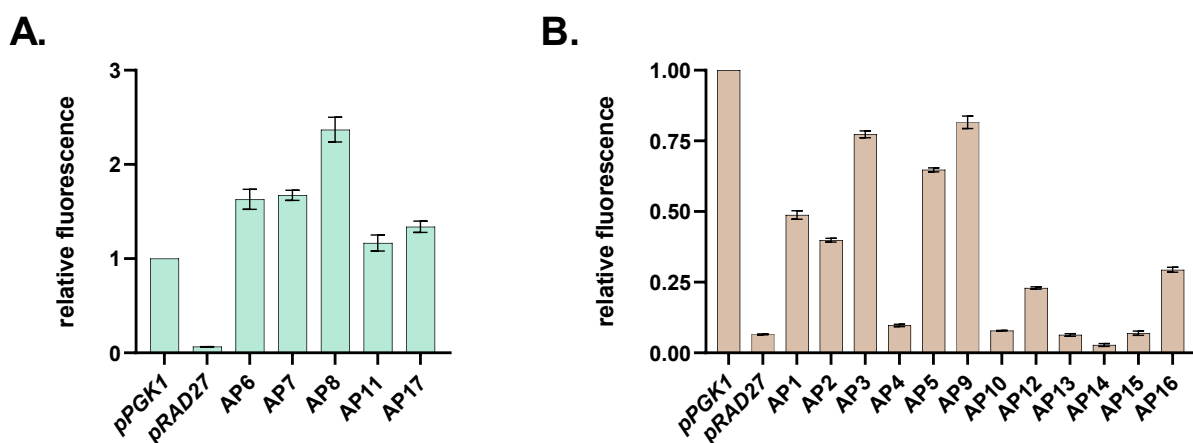 A.
relative fluorescence
3
2
1
0
pPGK1
pRAD27
AP6
AP7
AP8
AP11
AP17
B.
relative fluorescence
1.00
0.75
0.50
0.25
0.00
pPGK1
pRAD27
AP1
AP2
AP3
AP4
AP5
AP9
AP10
AP12
AP13
AP14
AP15
AP16